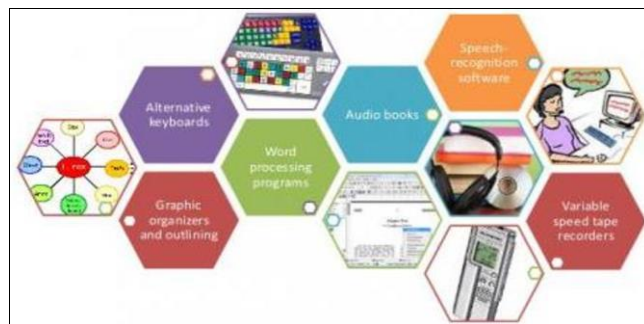 Speech-
recognition
software
Alternative
keyboards
Audio books
Word
processing
programs
Graphic
organizers
and outlining
Variable
speed tape
recorders